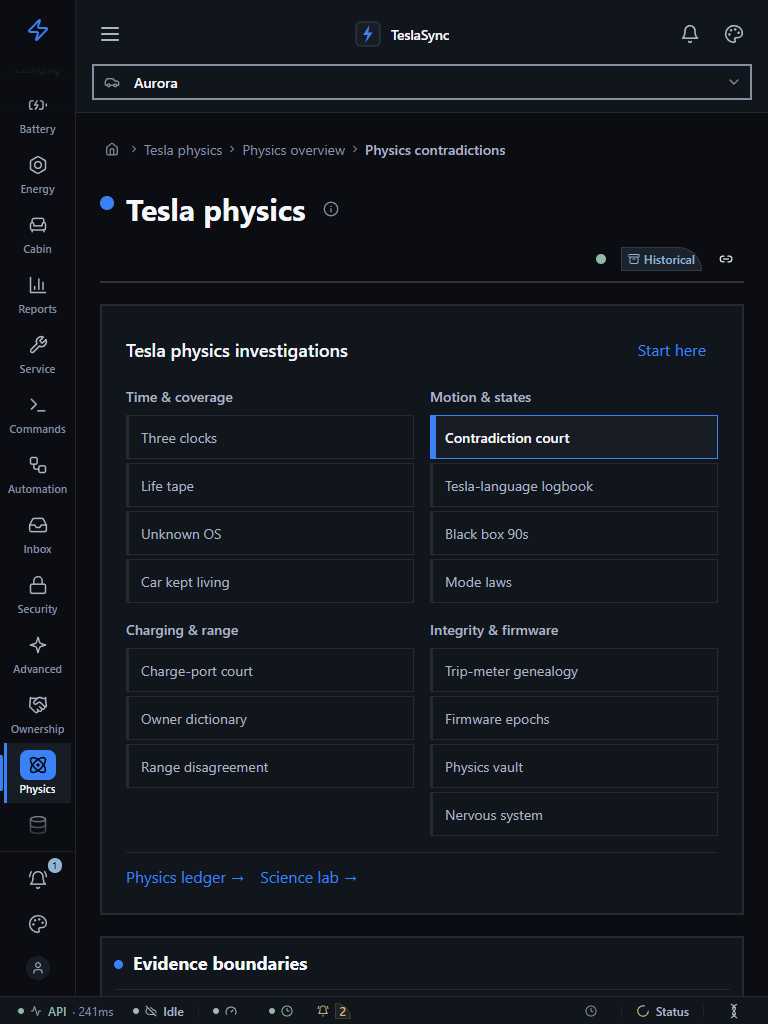 TeslaSync
Aurora
Charging
Battery
Energy
Cabin
Reports
Service
Commands
Automation
Inbox
Security
Advanced
Ownership
Physics
1
Tesla physics > Physics overview > Physics contradictions
Tesla physics
Historical
Tesla physics investigations
Start here
Time & coverage
Three clocks
Life tape
Unknown OS
Car kept living
Motion & states
Contradiction court
Tesla-language logbook
Black box 90s
Mode laws
Charging & range
Charge-port court
Owner dictionary
Range disagreement
Integrity & firmware
Trip-meter genealogy
Firmware epochs
Physics vault
Nervous system
Physics ledger → Science lab →
Evidence boundaries
API · 241ms Idle 2 Status